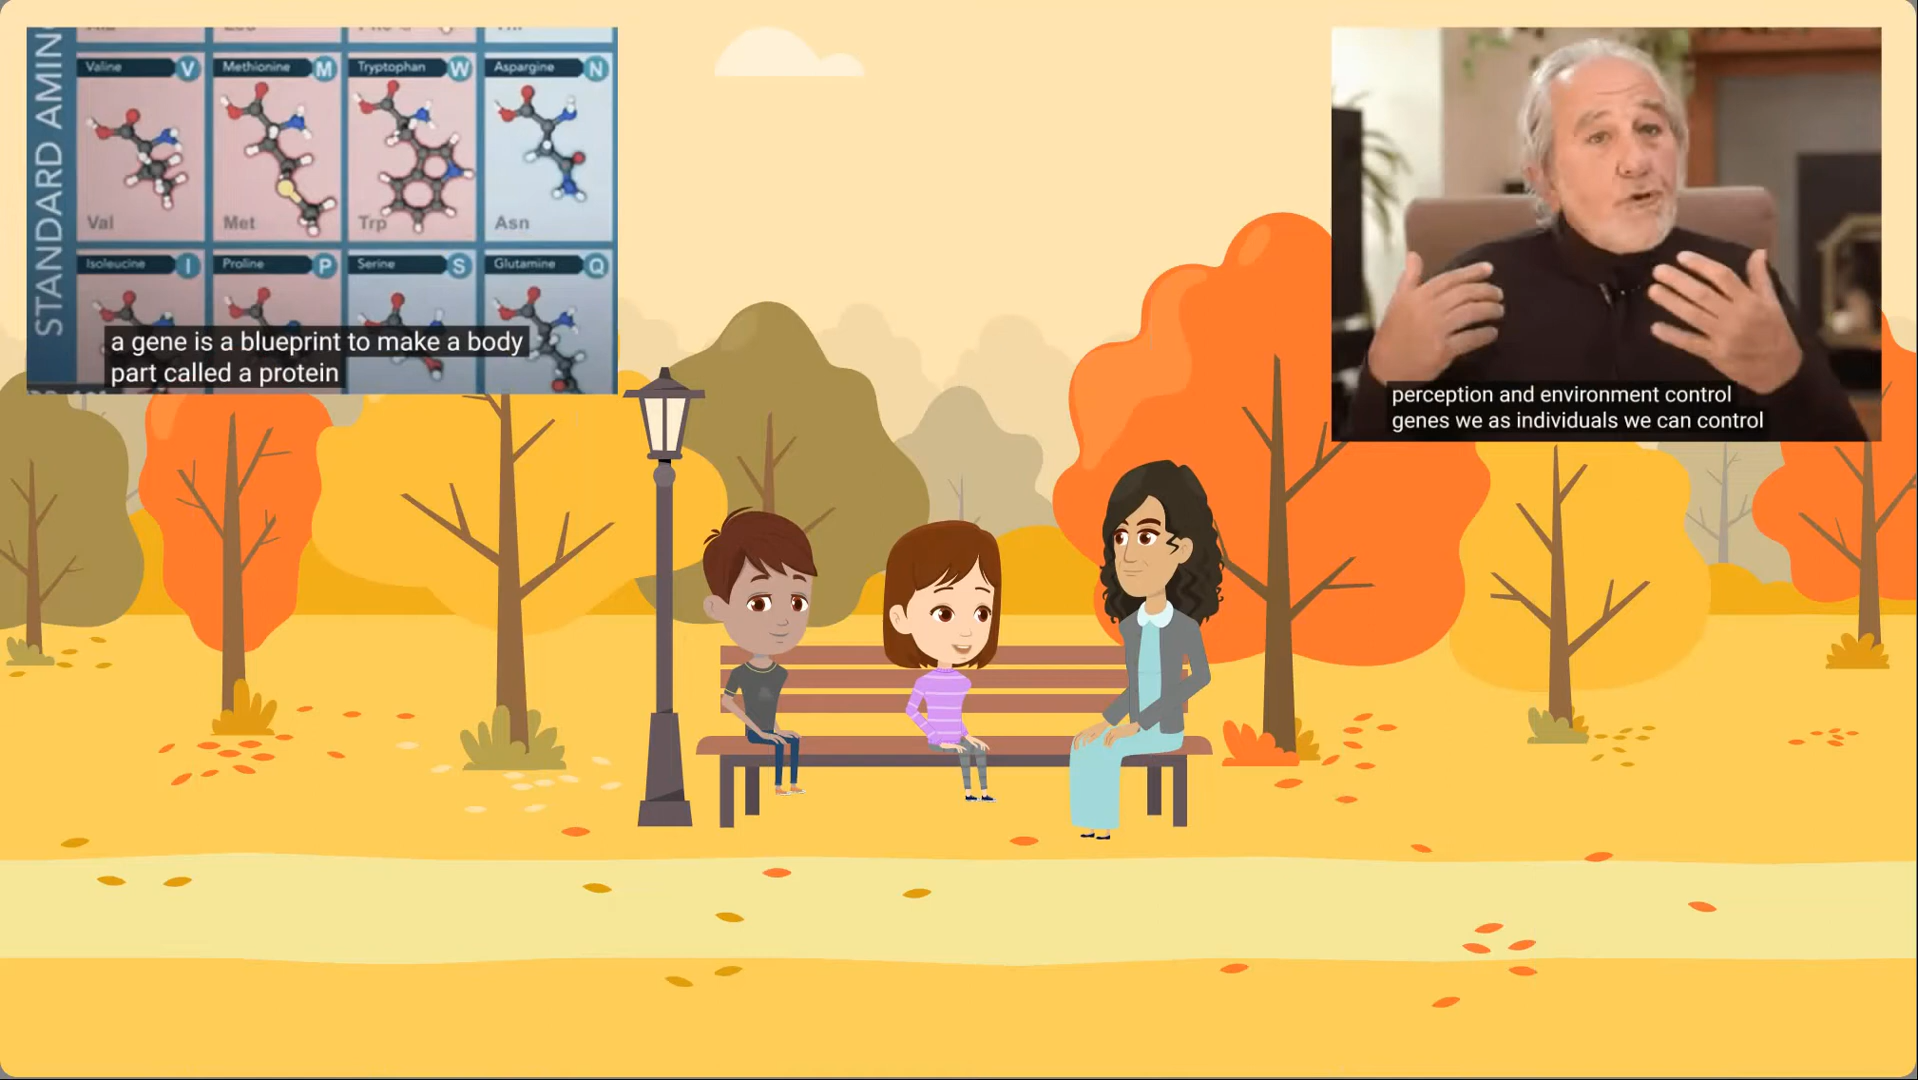 STANDARD AMIN
Valine V
Methionine M
Tryptophan W
Aspargine N
Val
Met
Trp
Asn
Isoleucine I
Proline P
Serine S
Glutamine Q
a gene is a blueprint to make a body
part called a protein
perception and environment control
genes we as individuals we can control